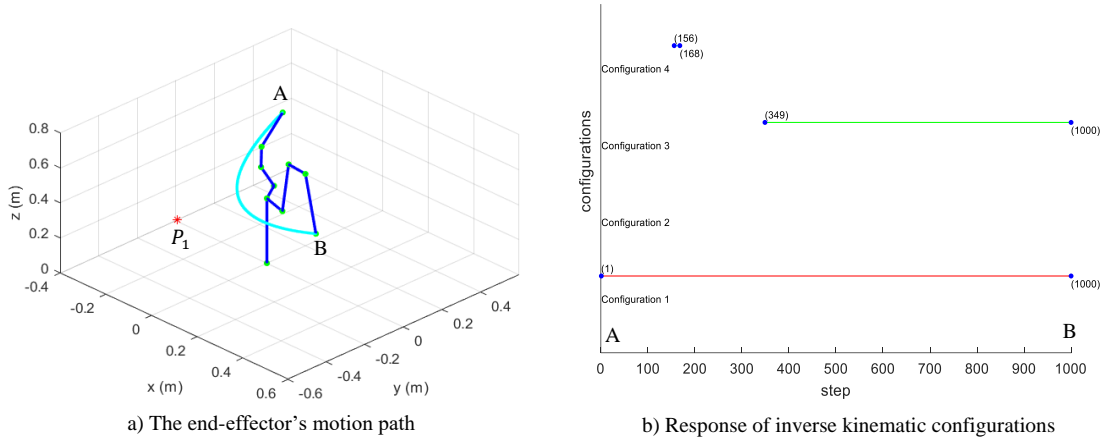 0.8
0.6
0.4
0.2
0
z (m)
A
B
P1
-0.4
-0.2
0
0.2
0.4
0.6
x (m)
-0.6
-0.4
-0.2
0
0.2
0.4
y (m)
a) The end-effector's motion path
configurations
(156)
(168)
Configuration 4
(349)
(1000)
Configuration 3
Configuration 2
(1)
(1000)
Configuration 1
A
B
0 100 200 300 400 500 600 700 800 900 1000
step
b) Response of inverse kinematic configurations